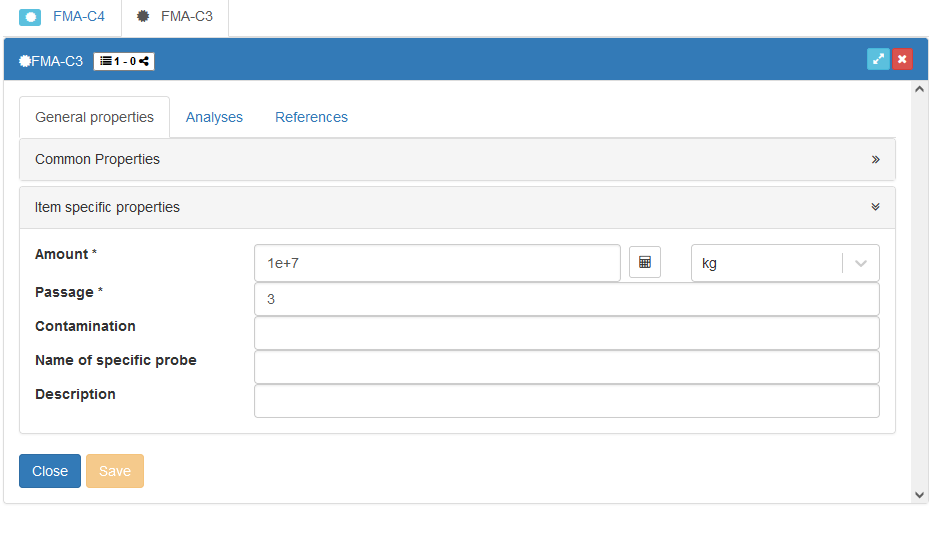 FMA-C4 FMA-C3
FMA-C3 1 - 0
General properties Analyses References
Common Properties
Item specific properties
Amount * 1e+7 kg
Passage * 3
Contamination
Name of specific probe
Description
Close Save